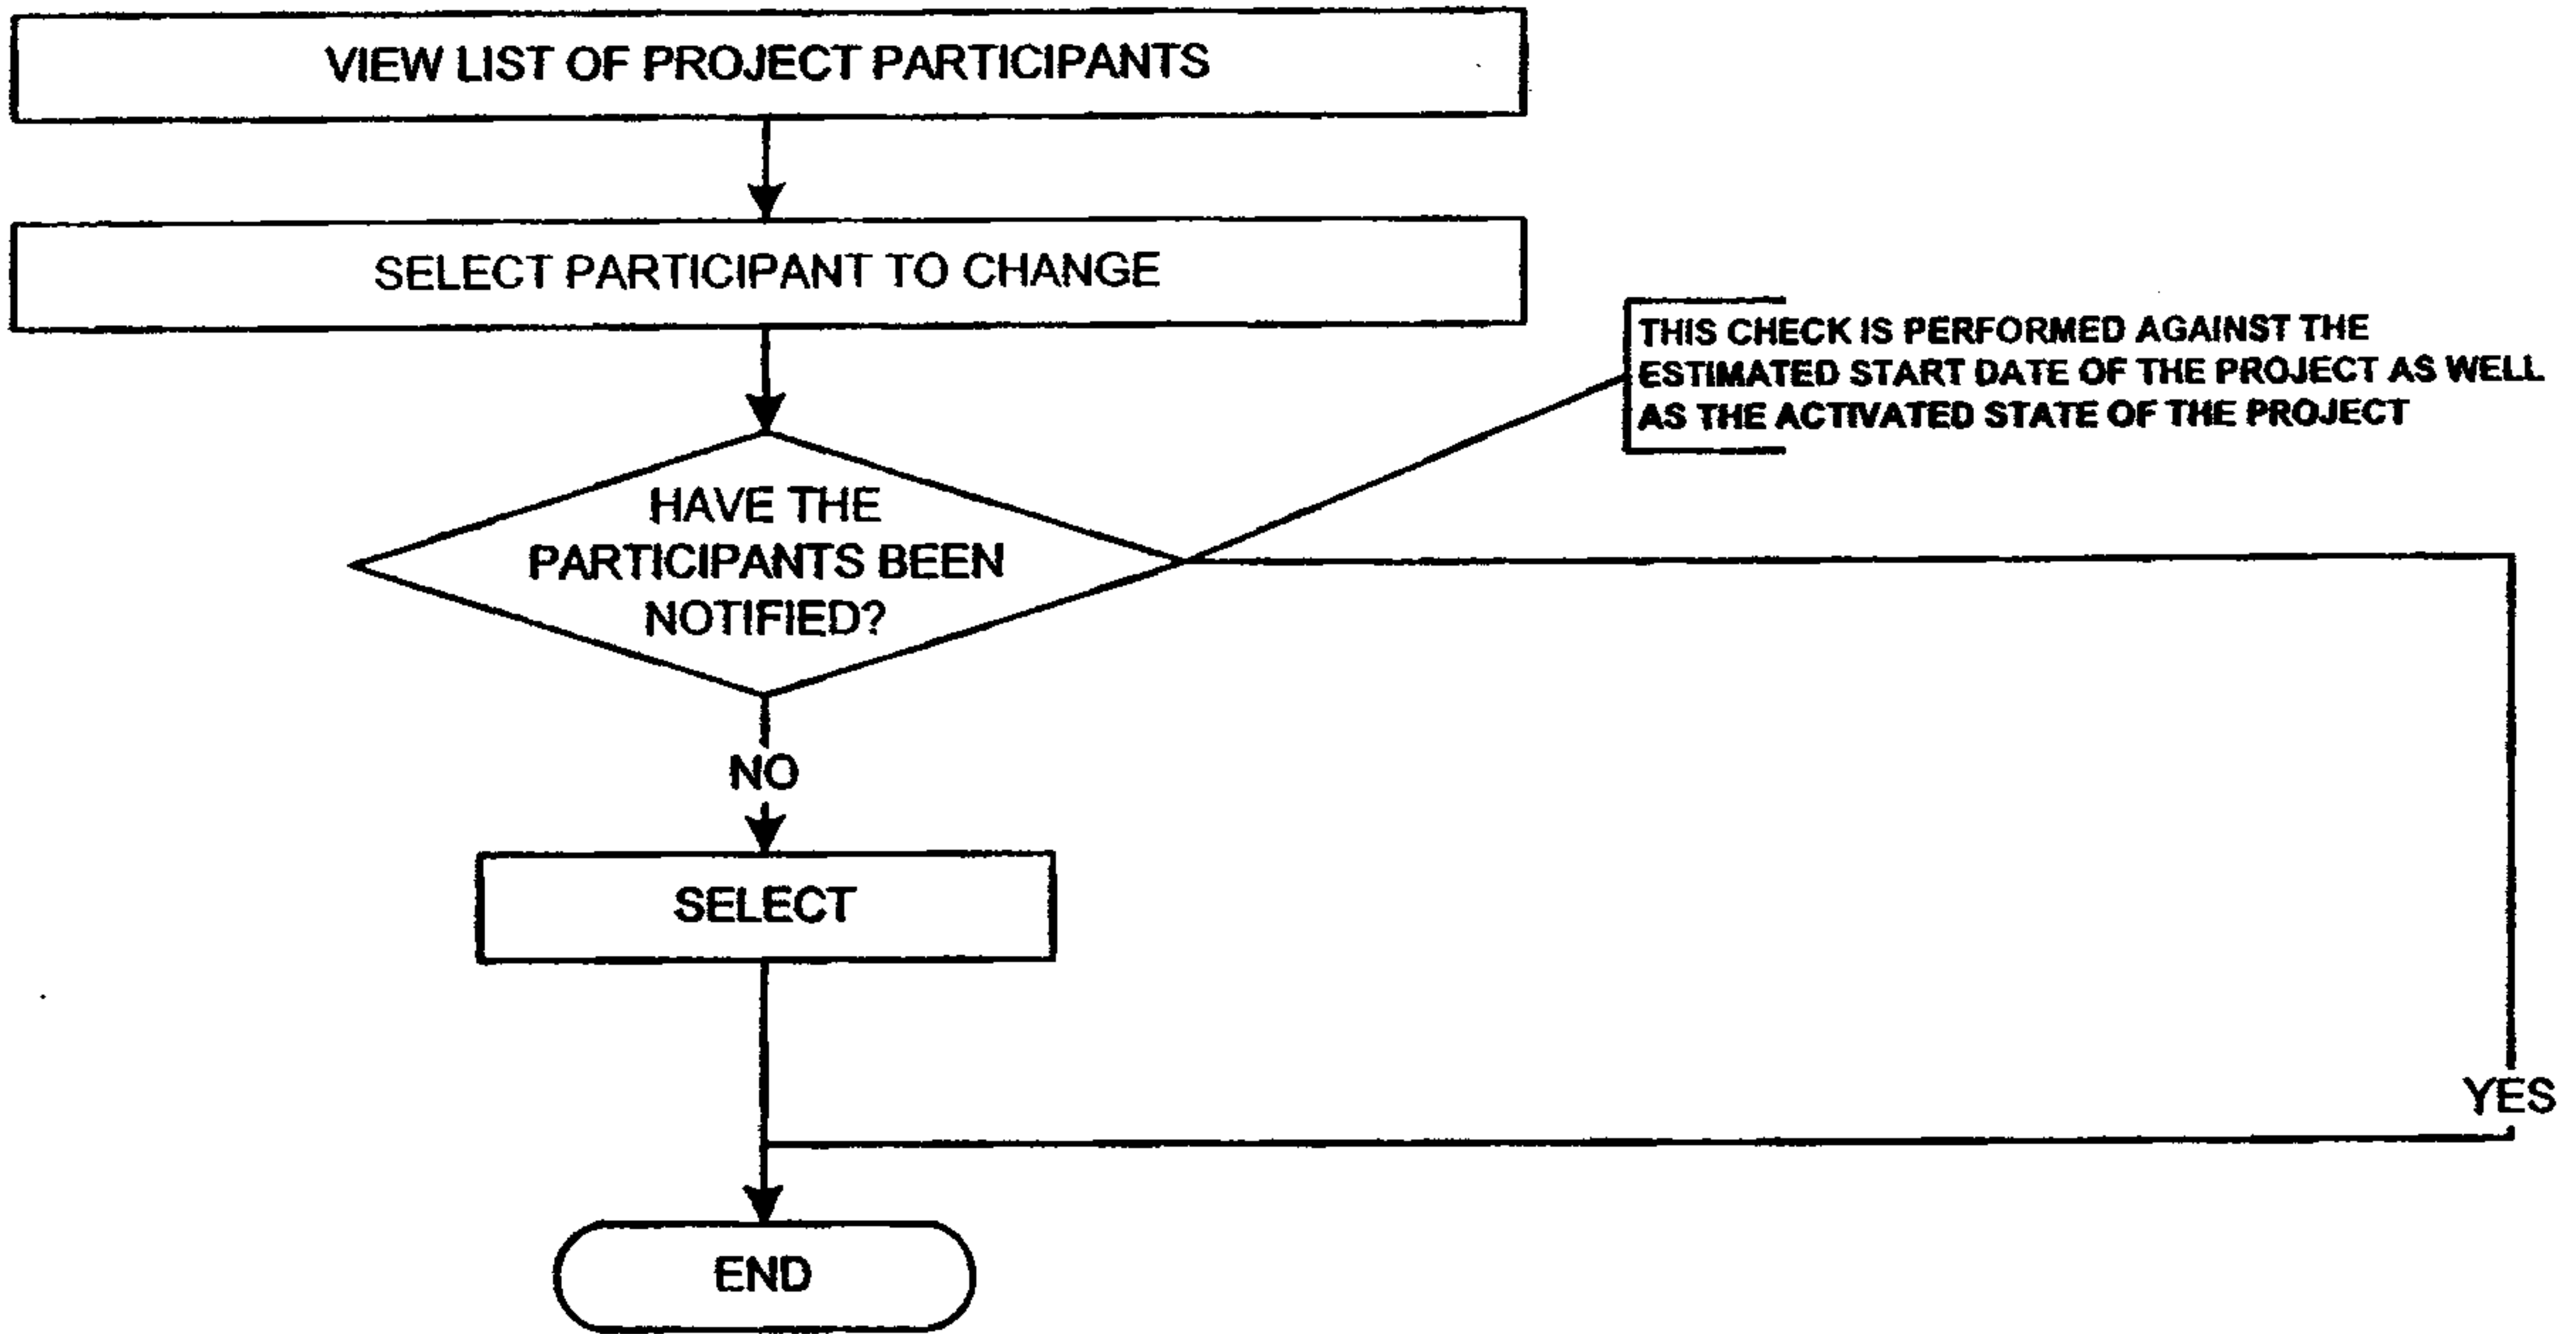 VIEW LIST OF PROJECT PARTICIPANTS
SELECT PARTICIPANT TO CHANGE
THIS CHECK IS PERFORMED AGAINST THE
ESTIMATED START DATE OF THE PROJECT AS WELL
AS THE ACTIVATED STATE OF THE PROJECT
HAVE THE
PARTICIPANTS BEEN
NOTIFIED?
NO
SELECT
YES
END